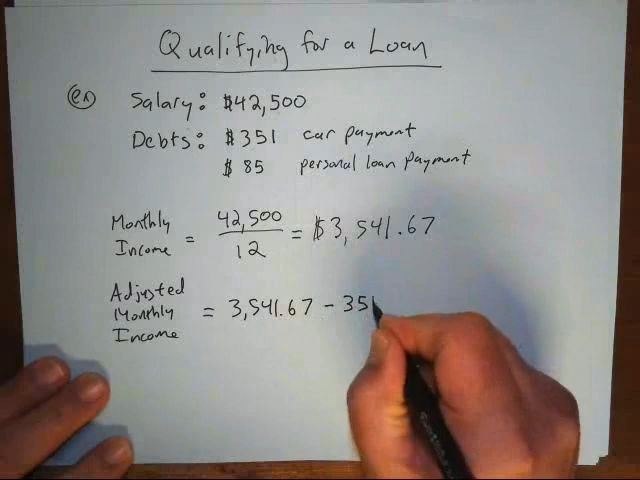 Qualifying for a Loan
ex Salary: $42,500
Debts: $351 car payment
$85 personal loan payment
Monthly Income = 42,500 / 12 = $3,541.67
Adjusted Monthly Income = 3,541.67 - 351